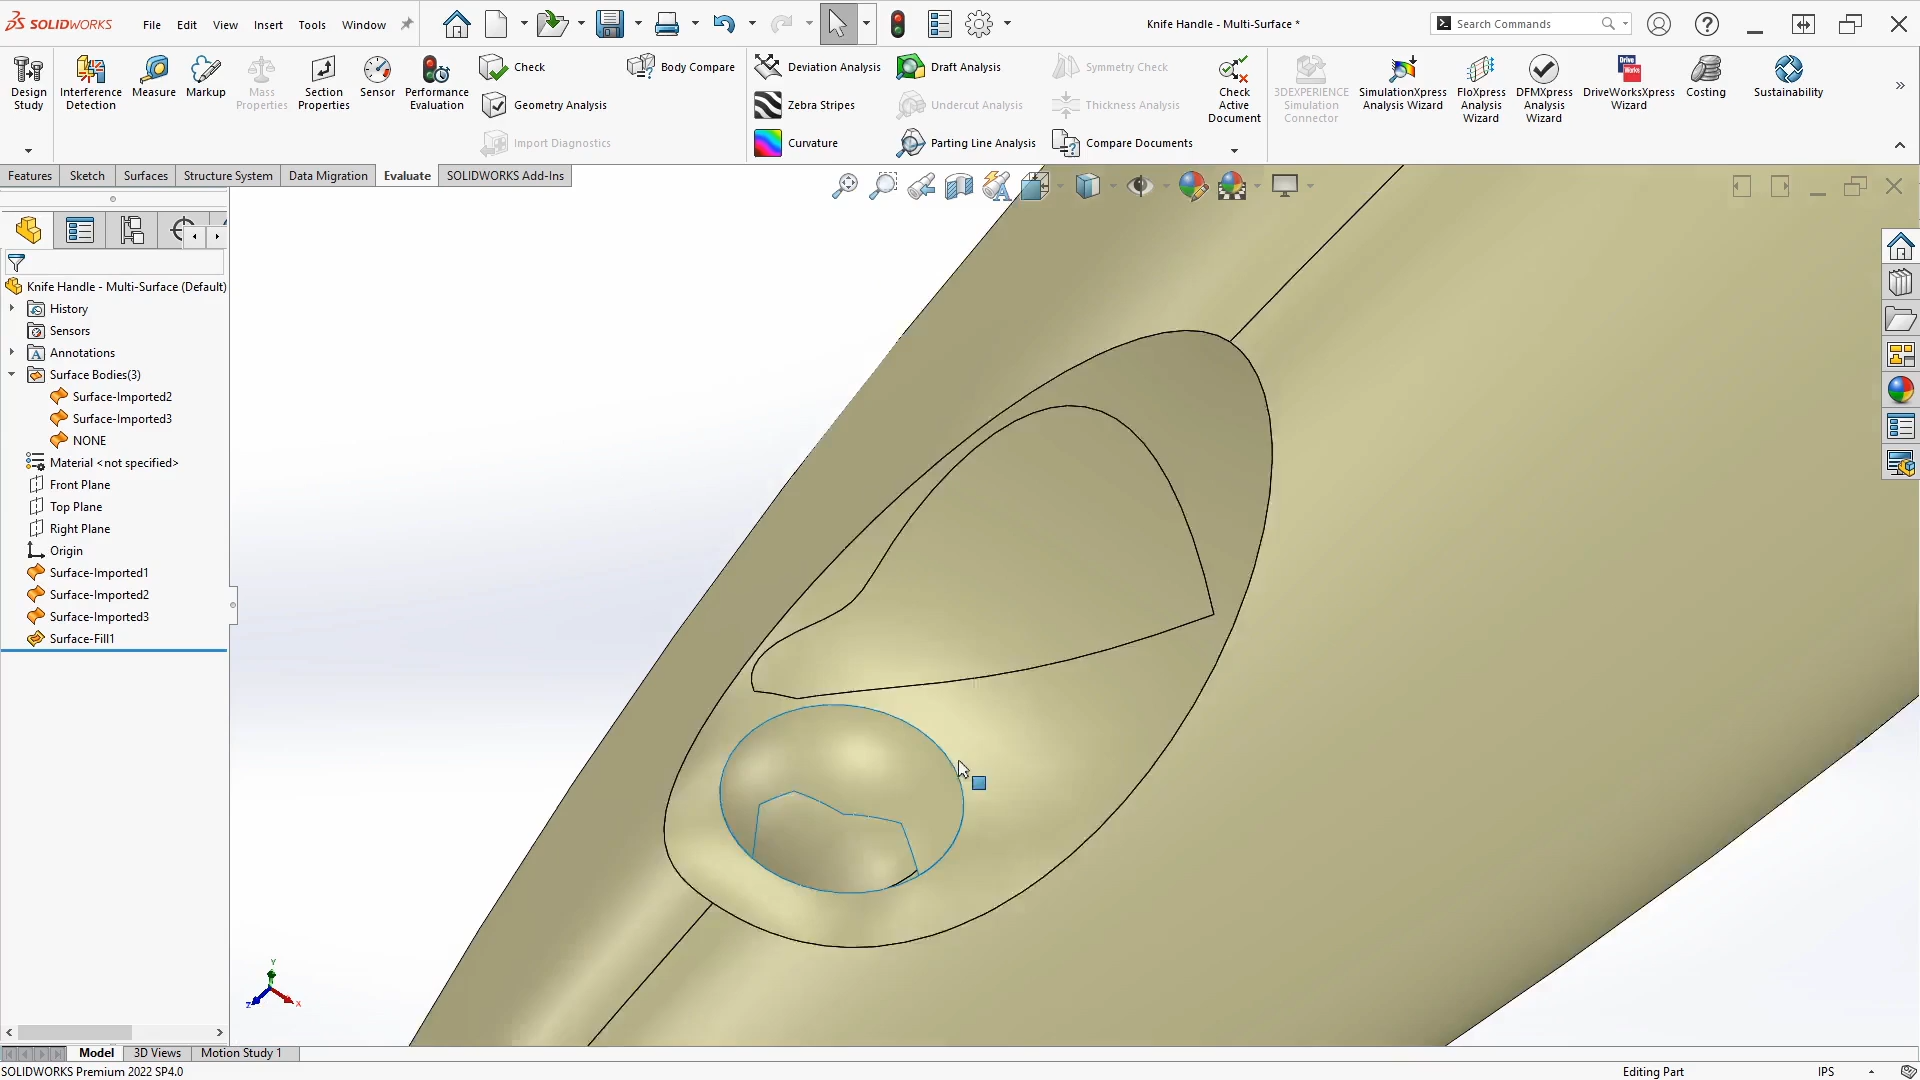 SOLIDWORKS File Edit View Insert Tools Window Knife Handle - Multi-Surface * Search Commands
Design Study
Interference Detection
Measure
Markup
Mass Properties
Section Properties
Sensor
Performance Evaluation
Check
Geometry Analysis
Import Diagnostics
Body Compare
Deviation Analysis
Zebra Stripes
Curvature
Draft Analysis
Undercut Analysis
Parting Line Analysis
Symmetry Check
Thickness Analysis
Compare Documents
Check Active Document
3DEXPERIENCE Simulation Connector
SimulationXpress Analysis Wizard
FloXpress Analysis Wizard
DFMXpress Analysis Wizard
Drive Works
DriveWorksXpress Wizard
Costing
Sustainability
Features Sketch Surfaces Structure System Data Migration Evaluate SOLIDWORKS Add-Ins
Knife Handle - Multi-Surface (Default)
History
Sensors
Annotations
Surface Bodies(3)
Surface-Imported2
Surface-Imported3
NONE
Material <not specified>
Front Plane
Top Plane
Right Plane
Origin
Surface-Imported1
Surface-Imported2
Surface-Imported3
Surface-Fill1
Y
Z X
Model 3D Views Motion Study 1
SOLIDWORKS Premium 2022 SP4.0 Editing Part IPS